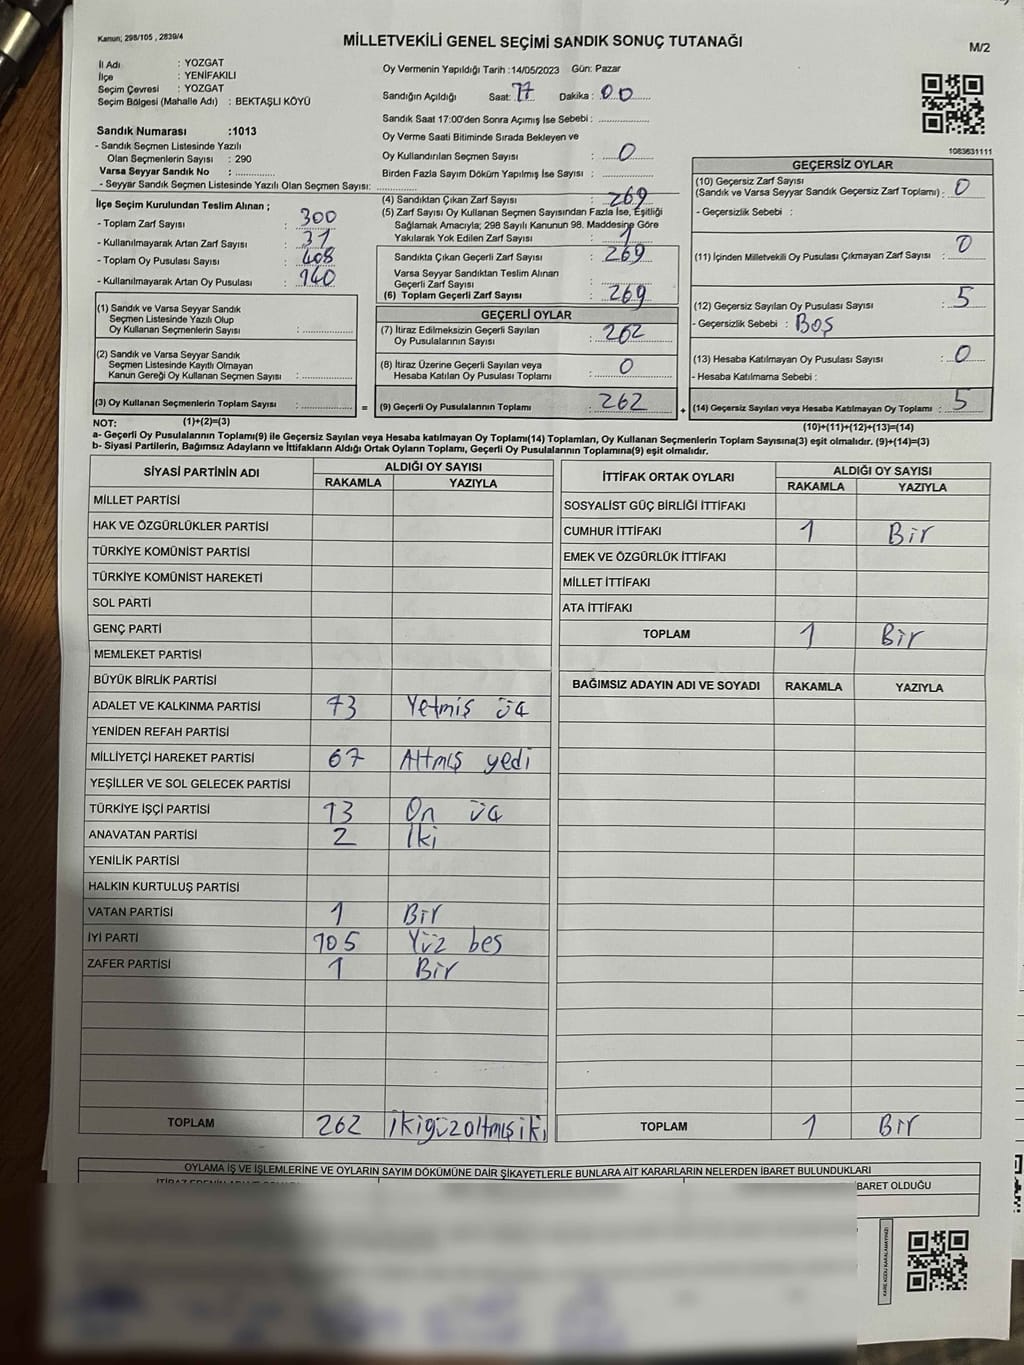 Kanun; 298/105 , 2839/4
MİLLETVEKİLİ GENEL SEÇİMİ SANDIK SONUÇ TUTANAĞI
M/2
İl Adı : YOZGAT
İlçe : YENİFAKILI
Seçim Çevresi : YOZGAT
Seçim Bölgesi (Mahalle Adı) : BEKTAŞLI KÖYÜ
Sandık Numarası :1013
- Sandık Seçmen Listesinde Yazılı
Olan Seçmenlerin Sayısı : 290
Varsa Seyyar Sandık No :
- Seyyar Sandık Seçmen Listesinde Yazılı Olan Seçmen Sayısı:
Oy Vermenin Yapıldığı Tarih :14/05/2023 Gün: Pazar
Sandığın Açıldığı Saat: 17 Dakika : 00
Sandık Saat 17:00'den Sonra Açımış İse Sebebi :
Oy Verme Saati Bitiminde Sırada Bekleyen ve
Oy Kullandırılan Seçmen Sayısı : 0
Birden Fazla Sayım Döküm Yapılmış İse Sayısı :
1083631111
İlçe Seçim Kurulundan Teslim Alınan ;
- Toplam Zarf Sayısı : 300
- Kullanılmayarak Artan Zarf Sayısı : 31
- Toplam Oy Pusulası Sayısı : 408
- Kullanılmayarak Artan Oy Pusulası : 140
(1) Sandık ve Varsa Seyyar Sandık
Seçmen Listesinde Yazılı Olup
Oy Kullanan Seçmenlerin Sayısı :
(2) Sandık ve Varsa Seyyar Sandık
Seçmen Listesinde Kayıtlı Olmayan
Kanun Gereği Oy Kullanan Seçmen Sayısı :
(3) Oy Kullanan Seçmenlerin Toplam Sayısı :
(1)+(2)=(3)
(4) Sandıktan Çıkan Zarf Sayısı : 269
(5) Zarf Sayısı Oy Kullanan Seçmen Sayısından Fazla İse, Eşitliği
Sağlamak Amacıyla; 298 Sayılı Kanunun 98. Maddesine Göre
Yakılarak Yok Edilen Zarf Sayısı : 1
Sandıkta Çıkan Geçerli Zarf Sayısı : 269
Varsa Seyyar Sandıktan Teslim Alınan
Geçerli Zarf Sayısı :
(6) Toplam Geçerli Zarf Sayısı : 269
GEÇERLİ OYLAR
(7) İtiraz Edilmeksizin Geçerli Sayılan
Oy Pusulalarının Sayısı : 262
(8) İtiraz Üzerine Geçerli Sayılan veya
Hesaba Katılan Oy Pusulası Toplamı : 0
= (9) Geçerli Oy Pusulalarının Toplamı : 262
GEÇERSİZ OYLAR
(10) Geçersiz Zarf Sayısı
(Sandık ve Varsa Seyyar Sandık Geçersiz Zarf Toplamı) : 0
- Geçersizlik Sebebi :
(11) İçinden Milletvekili Oy Pusulası Çıkmayan Zarf Sayısı : 0
(12) Geçersiz Sayılan Oy Pusulası Sayısı : 5
- Geçersizlik Sebebi : BOŞ
(13) Hesaba Katılmayan Oy Pusulası Sayısı : 0
- Hesaba Katılmama Sebebi :
+ (14) Geçersiz Sayılan veya Hesaba Katılmayan Oy Toplamı : 5
(10)+(11)+(12)+(13)=(14)
NOT:
a- Geçerli Oy Pusulalarının Toplamı(9) ile Geçersiz Sayılan veya Hesaba katılmayan Oy Toplamı(14) Toplamları, Oy Kullanan Seçmenlerin Toplam Sayısına(3) eşit olmalıdır. (9)+(14)=(3)
b- Siyasi Partilerin, Bağımsız Adayların ve İttifakların Aldığı Ortak Oyların Toplamı, Geçerli Oy Pusulalarının Toplamına(9) eşit olmalıdır.
SİYASİ PARTİNİN ADI ALDIĞI OY SAYISI
RAKAMLA YAZIYLA
MİLLET PARTİSİ
HAK VE ÖZGÜRLÜKLER PARTİSİ
TÜRKİYE KOMÜNİST PARTİSİ
TÜRKİYE KOMÜNİST HAREKETİ
SOL PARTİ
GENÇ PARTİ
MEMLEKET PARTİSİ
BÜYÜK BİRLİK PARTİSİ
ADALET VE KALKINMA PARTİSİ 73 Yetmiş üç
YENİDEN REFAH PARTİSİ
MİLLİYETÇİ HAREKET PARTİSİ 67 Altmış yedi
YEŞİLLER VE SOL GELECEK PARTİSİ
TÜRKİYE İŞÇİ PARTİSİ 13 On üç
ANAVATAN PARTİSİ 2 İki
YENİLİK PARTİSİ
HALKIN KURTULUŞ PARTİSİ
VATAN PARTİSİ 1 Bir
İYİ PARTİ 105 Yüz beş
ZAFER PARTİSİ 1 Bir
TOPLAM 262 İkiyüzaltmışiki
İTTİFAK ORTAK OYLARI ALDIĞI OY SAYISI
RAKAMLA YAZIYLA
SOSYALİST GÜÇ BİRLİĞİ İTTİFAKI
CUMHUR İTTİFAKI 1 Bir
EMEK VE ÖZGÜRLÜK İTTİFAKI
MİLLET İTTİFAKI
ATA İTTİFAKI
TOPLAM 1 Bir
BAĞIMSIZ ADAYIN ADI VE SOYADI RAKAMLA YAZIYLA
TOPLAM 1 Bir
OYLAMA İŞ VE İŞLEMLERİNE VE OYLARIN SAYIM DÖKÜMÜNE DAİR ŞİKAYETLERLE BUNLARA AİT KARARLARIN NELERDEN İBARET BULUNDUKLARI
BARET OLDUĞU
KARE KODU KARALAMAYINIZ!